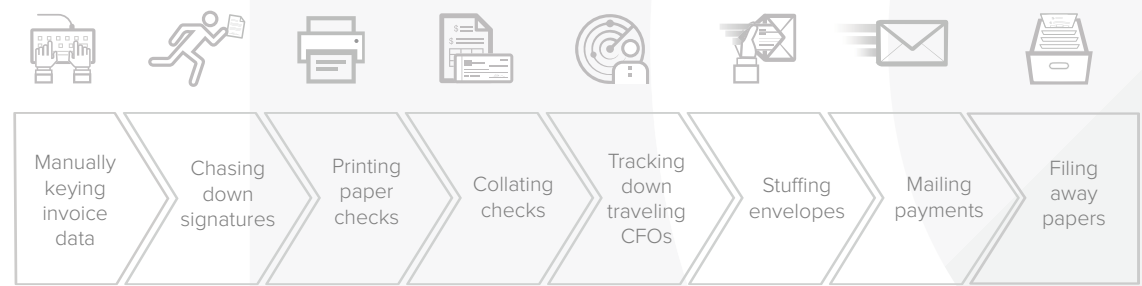 Manually
keying
invoice
data
Chasing
down
signatures
Printing
paper
checks
Collating
checks
Tracking
down
traveling
CFOs
Stuffing
envelopes
Mailing
payments
Filing
away
papers